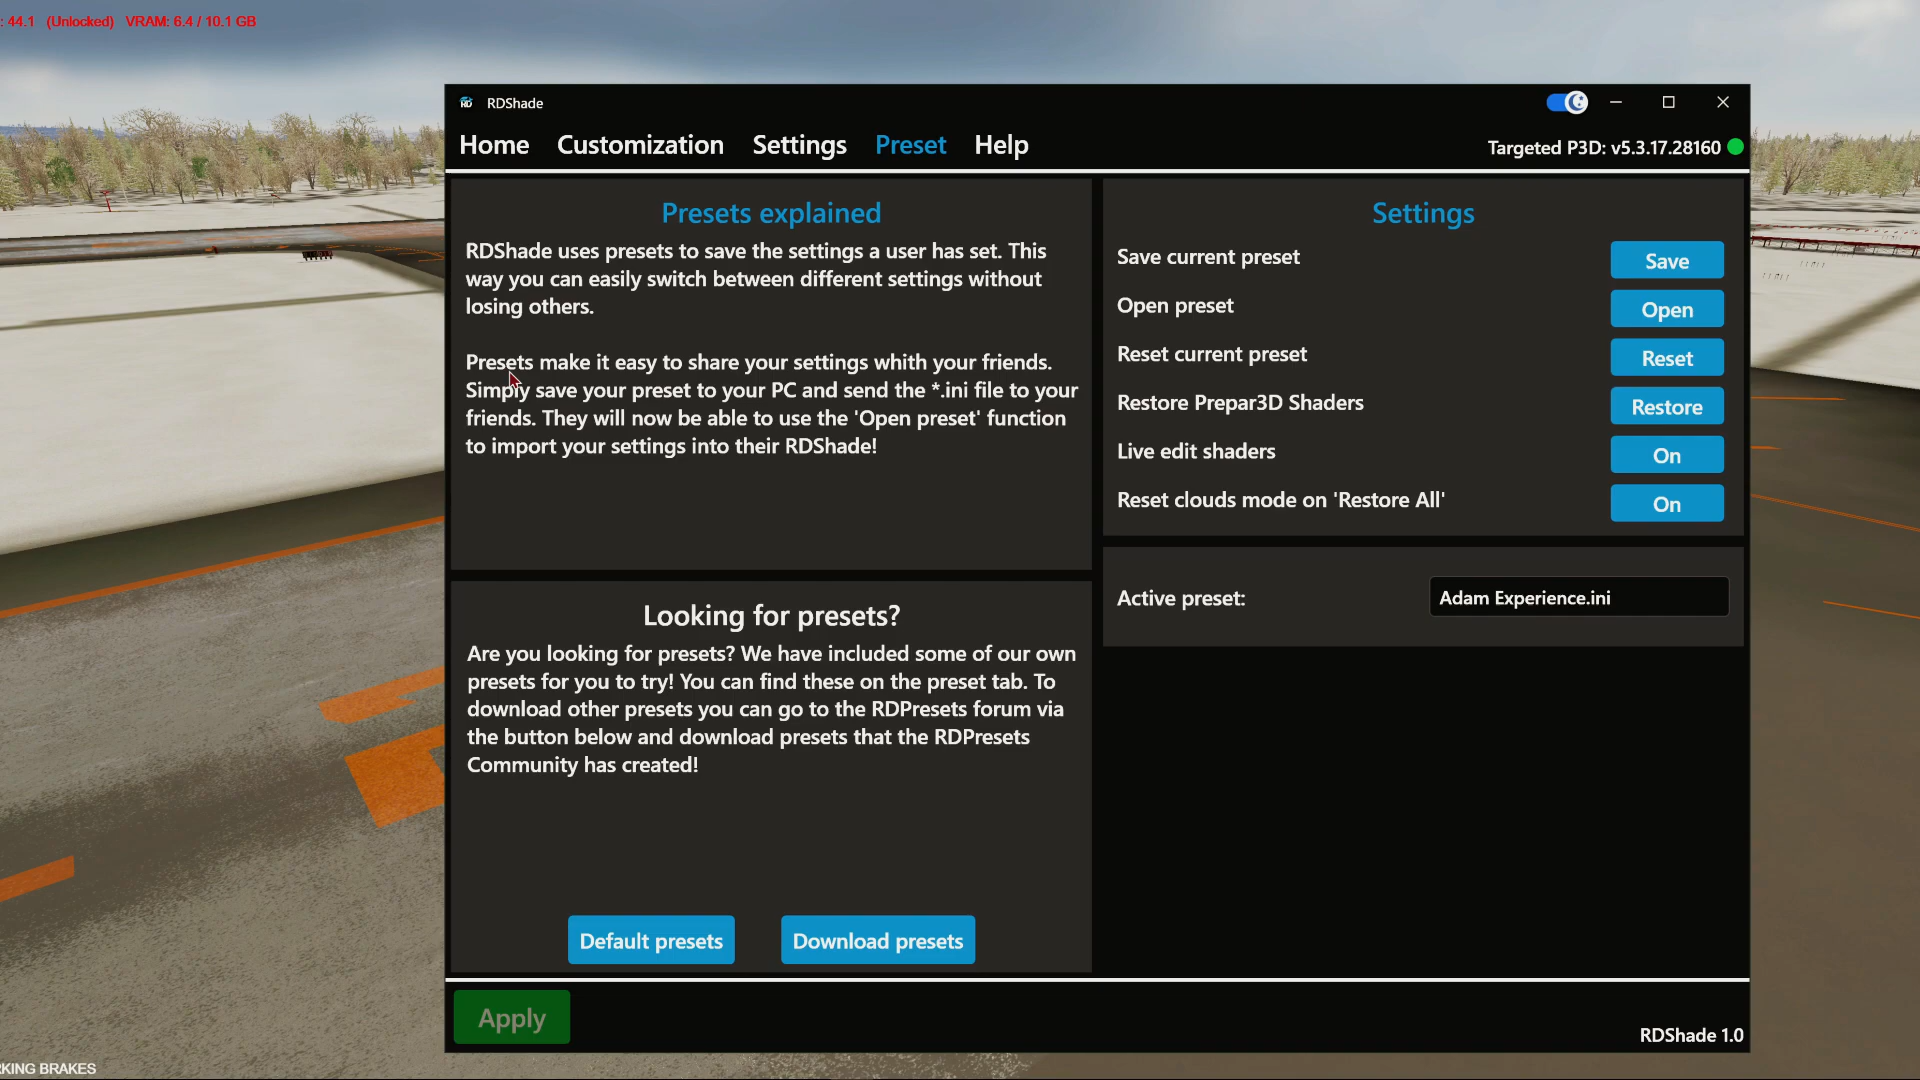 : 44.1 (Unlocked) VRAM: 6.4 / 10.1 GB
RD RDShade
Home Customization Settings Preset Help
Targeted P3D: v5.3.17.28160
Presets explained
RDShade uses presets to save the settings a user has set. This
way you can easily switch between different settings without
losing others.
Presets make it easy to share your settings whith your friends.
Simply save your preset to your PC and send the *.ini file to your
friends. They will now be able to use the 'Open preset' function
to import your settings into their RDShade!
Settings
Save current preset Save
Open preset Open
Reset current preset Reset
Restore Prepar3D Shaders Restore
Live edit shaders On
Reset clouds mode on 'Restore All' On
Active preset: Adam Experience.ini
Looking for presets?
Are you looking for presets? We have included some of our own
presets for you to try! You can find these on the preset tab. To
download other presets you can go to the RDPresets forum via
the button below and download presets that the RDPresets
Community has created!
Default presets Download presets
Apply
RDShade 1.0
RKING BRAKES